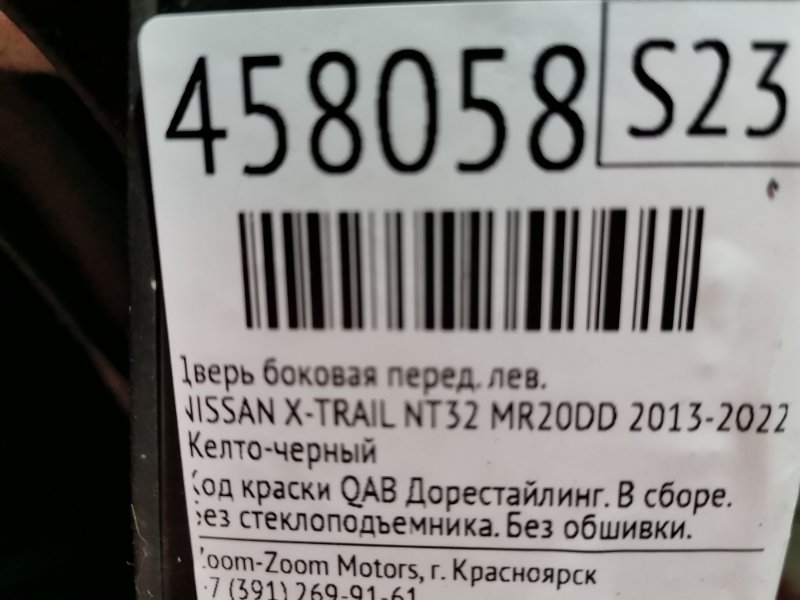 458058 S23
Дверь боковая перед. лев.
NISSAN X-TRAIL NT32 MR20DD 2013-2022
Желто-черный
Код краски QAB Дорестайлинг. В сборе.
Без стеклоподъемника. Без обшивки.
Zoom-Zoom Motors, г. Красноярск
+7 (391) 269-91-61